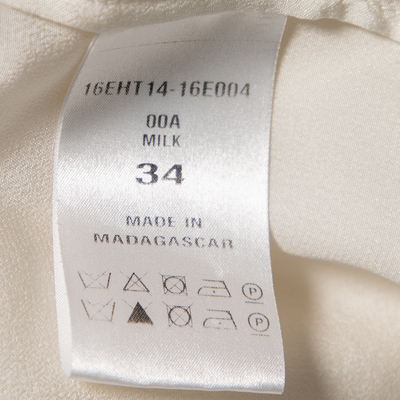 16EHT14-16E004
00A
MILK
34
MADE IN
MADAGASCAR
P
P